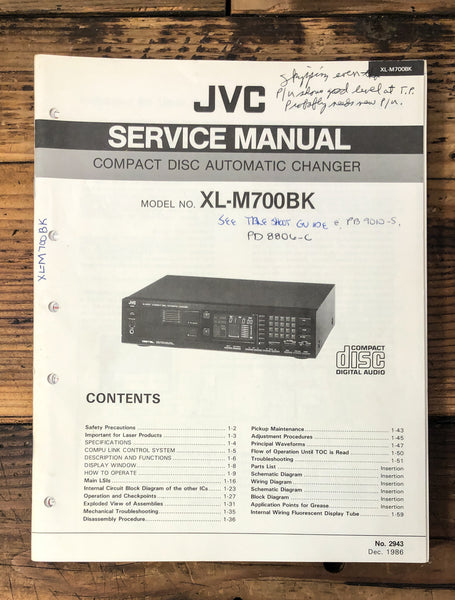 XL-M700BK
Skipping even
P/U shows good level at T.P.
Probably needs new P/U.
JVC
SERVICE MANUAL
COMPACT DISC AUTOMATIC CHANGER
MODEL NO. XL-M700BK
SEE TBLE SHOOT GUIDE PB 9010-S,
PD 8806-C
XL-M700BK
JVC
COMPACT
disc
DIGITAL AUDIO
CONTENTS
Safety Precautions 1-2
Important for Laser Products 1-3
SPECIFICATIONS 1-4
COMPU LINK CONTROL SYSTEM 1-5
DESCRIPTION AND FUNCTIONS 1-6
DISPLAY WINDOW 1-8
HOW TO OPERATE 1-9
Main LSIs 1-16
Internal Circuit Block Diagram of the other ICs 1-23
Operation and Checkpoints 1-27
Exploded View of Assemblies 1-31
Mechanical Troubleshooting 1-35
Disassembly Procedure 1-36
Pickup Maintenance 1-43
Adjustment Procedures 1-45
Principal Waveforms 1-47
Flow of Operation Until TOC is Read 1-50
Troubleshooting 1-51
Parts List Insertion
Schematic Diagram Insertion
Wiring Diagram Insertion
Schematic Diagram Insertion
Block Diagram Insertion
Application Points for Grease Insertion
Internal Wiring Fluorescent Display Tube 1-59
No. 2943
Dec. 1986